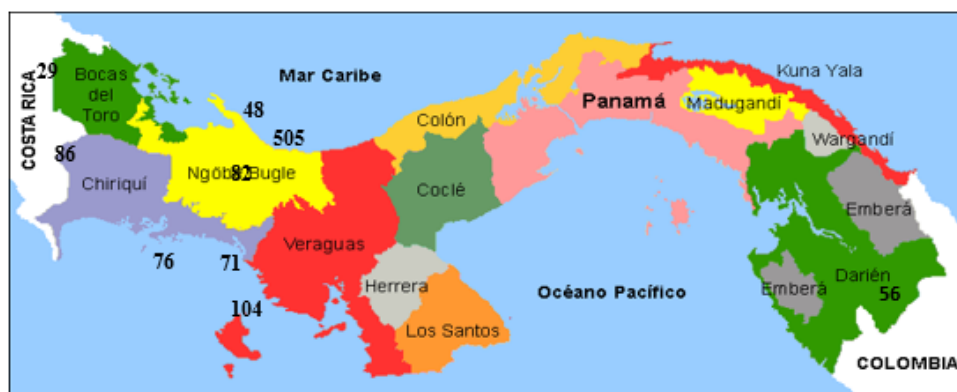 29
Bocas
del
Toro
COSTA RICA
Mar Caribe
48
505
86
Chiriquí
Ngöbe Bugle
82
Colón
Coclé
Panamá
Kuna Yala
Madugandí
Wargandí
Emberá
76
71
Veraguas
104
Herrera
Los Santos
Océano Pacífico
Emberá
Darién
56
COLOMBIA